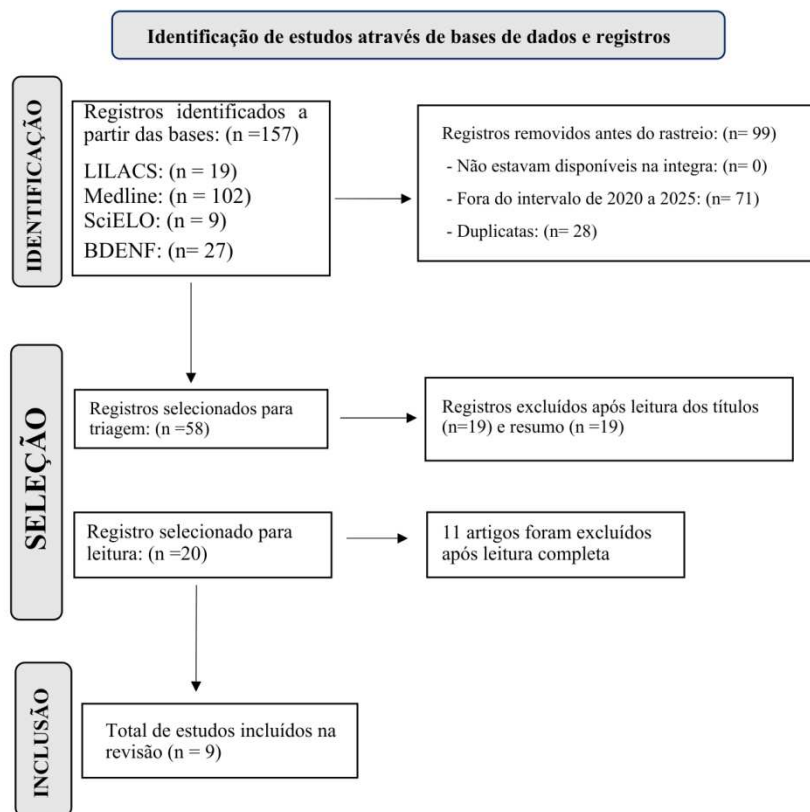 Identificação de estudos através de bases de dados e registros
IDENTIFICAÇÃO
Registros identificados a
partir das bases: (n =157)
LILACS: (n = 19)
Medline: (n = 102)
SciELO: (n = 9)
BDENF: (n= 27)
Registros removidos antes do rastreio: (n= 99)
- Não estavam disponíveis na integra: (n= 0)
- Fora do intervalo de 2020 a 2025: (n= 71)
- Duplicatas: (n= 28)
SELEÇÃO
Registros selecionados para
triagem: (n =58)
Registros excluídos após leitura dos títulos
(n=19) e resumo (n =19)
Registro selecionado para
leitura: (n =20)
11 artigos foram excluídos
após leitura completa
INCLUSÃO
Total de estudos incluídos na
revisão (n = 9)